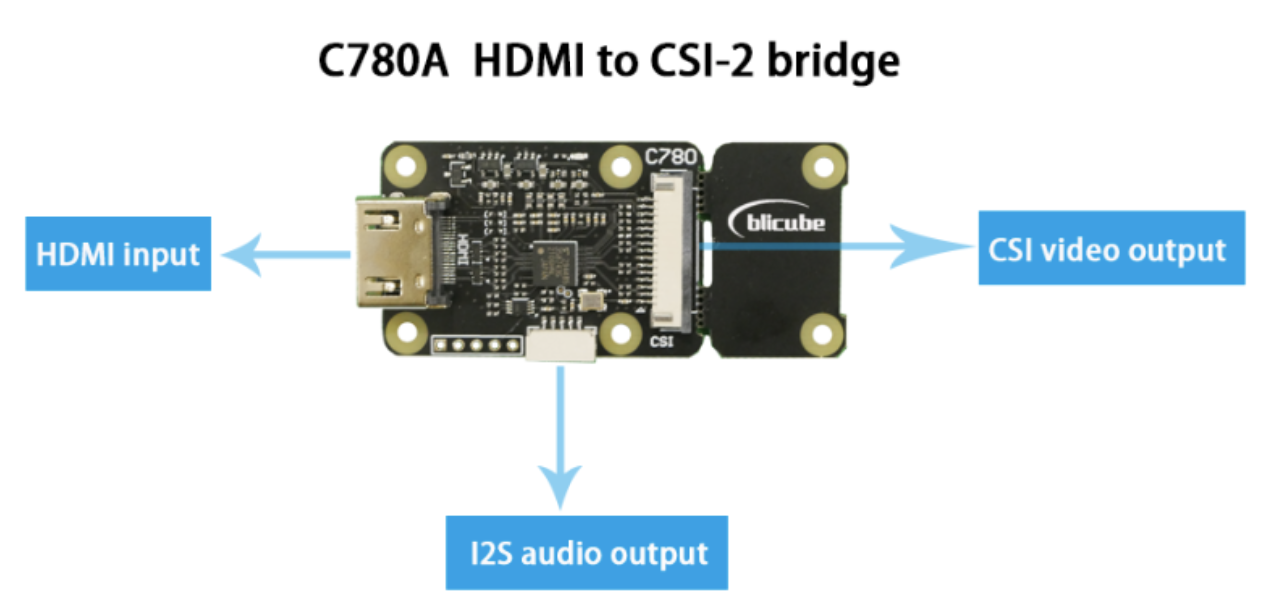 C780A HDMI to CSI-2 bridge
C780
HDMI input
HDMI
blicube
CSI video output
CSI
I2S audio output